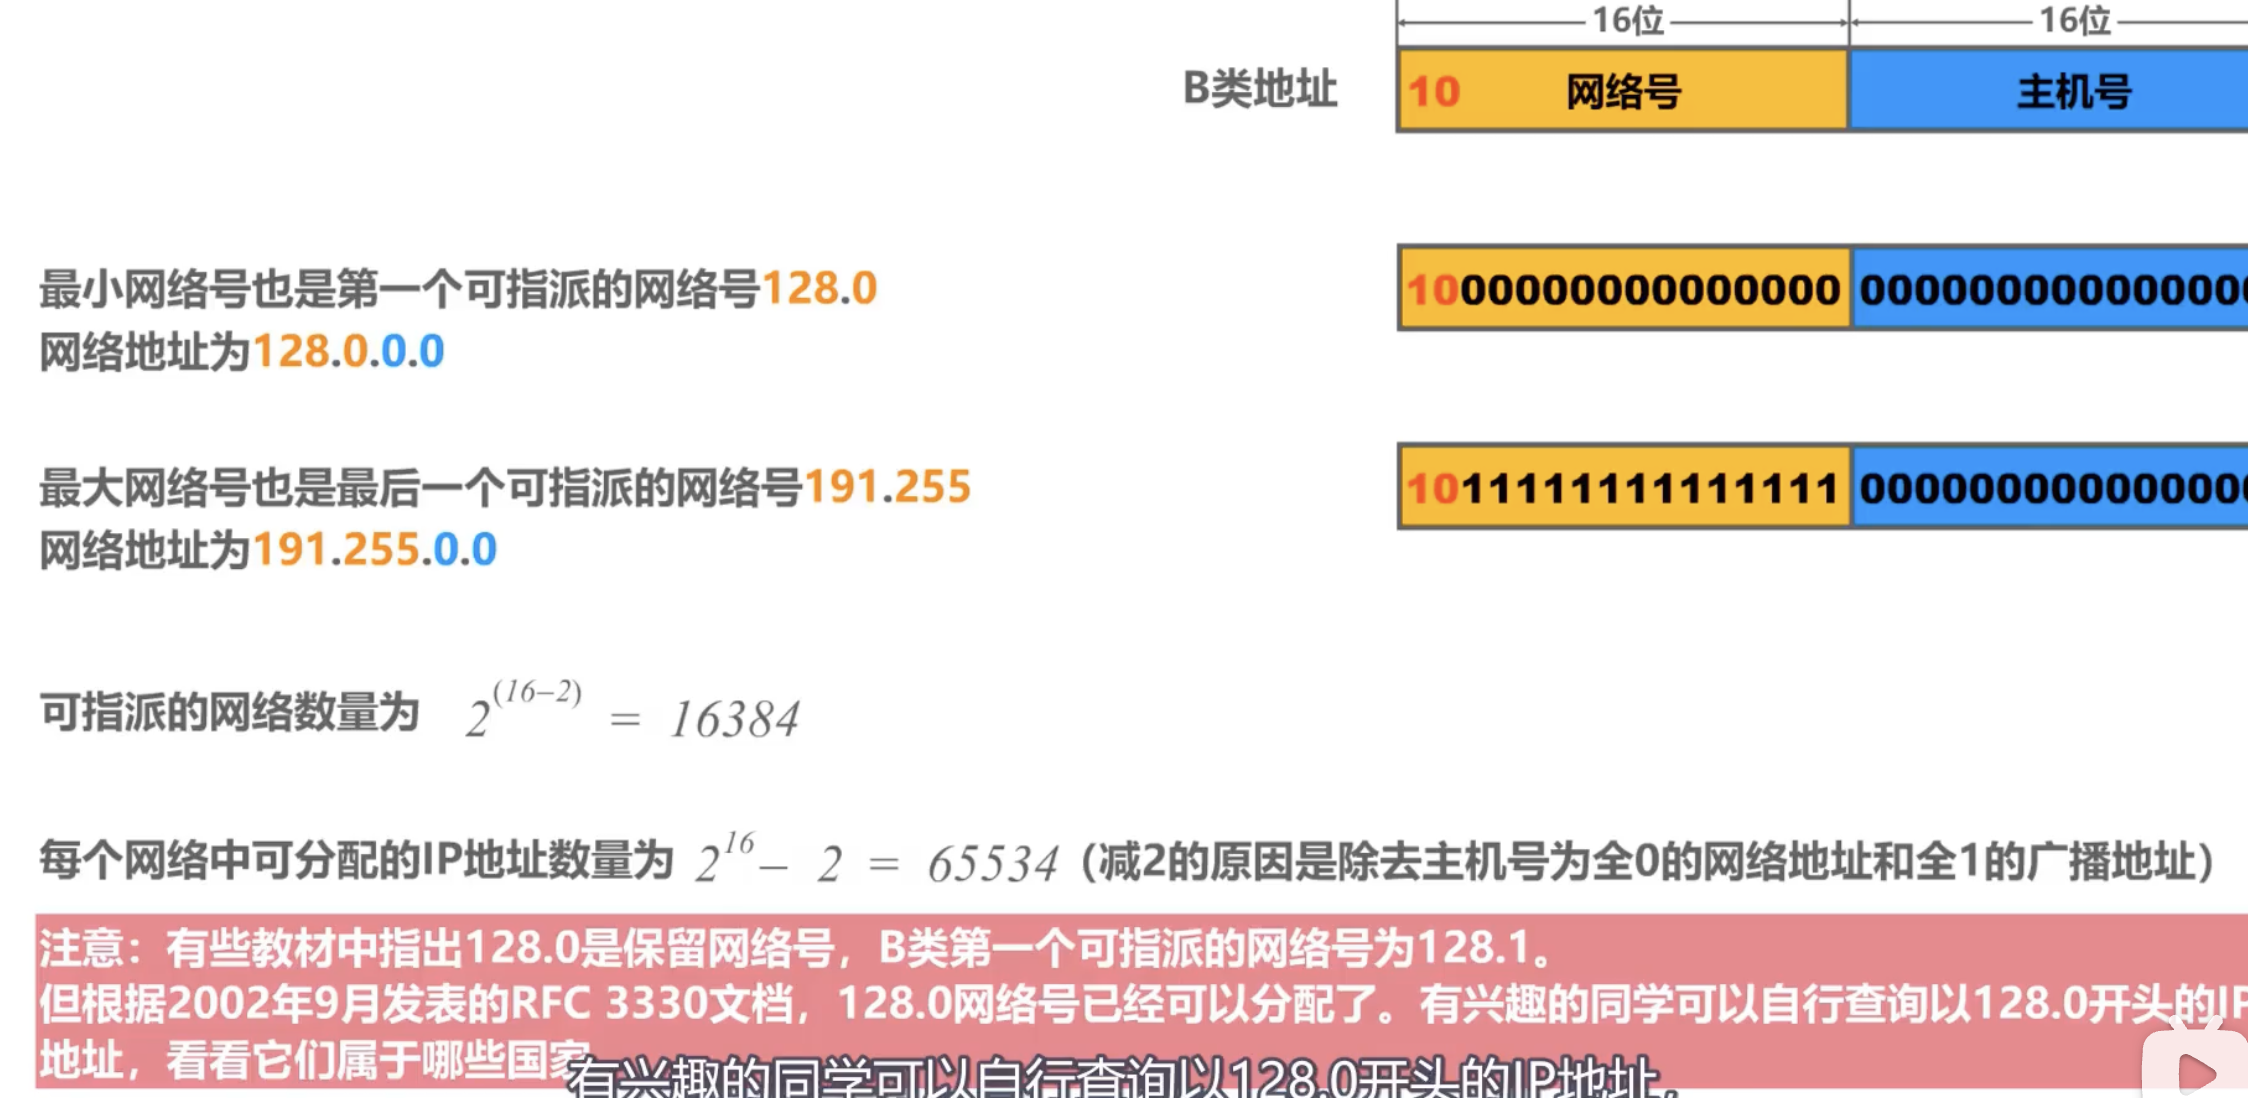 16位 16位
B类地址 10 网络号 主机号
最小网络号也是第一个可指派的网络号128.0
网络地址为128.0.0.0
1000000000000000 000000000000000
最大网络号也是最后一个可指派的网络号191.255
网络地址为191.255.0.0
1011111111111111 000000000000000
可指派的网络数量为 2^(16–2) = 16384
每个网络中可分配的IP地址数量为 2^16 – 2 = 65534（减2的原因是除去主机号为全0的网络地址和全1的广播地址）
注意：有些教材中指出128.0是保留网络号，B类第一个可指派的网络号为128.1。
但根据2002年9月发表的RFC 3330文档，128.0网络号已经可以分配了。有兴趣的同学可以自行查询以128.0开头的IP
地址，看看它们属于哪些国家
有兴趣的同学可以自行查询以128.0开头的IP地址，